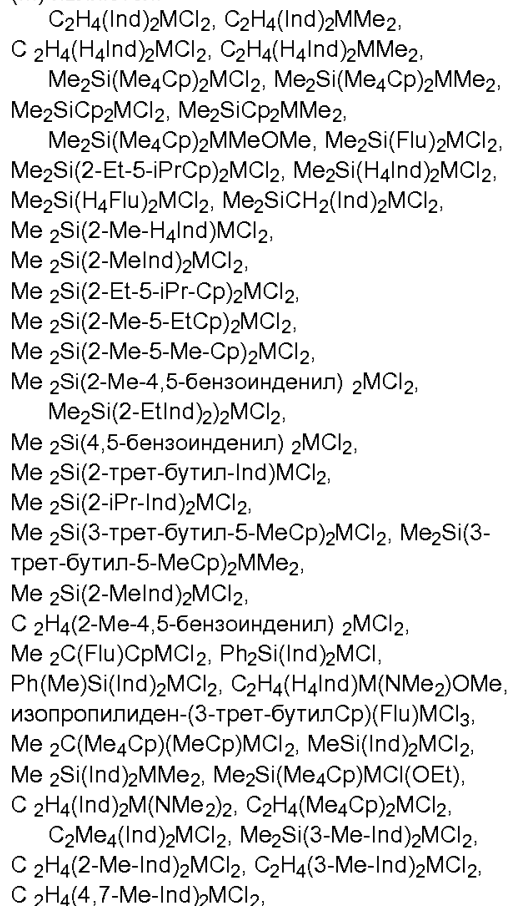 C2H4(Ind)2MCl2, C2H4(Ind)2MMe2,
C 2H4(H4Ind)2MCl2, C2H4(H4Ind)2MMe2,
Me2Si(Me4Cp)2MCl2, Me2Si(Me4Cp)2MMe2,
Me2SiCp2MCl2, Me2SiCp2MMe2,
Me2Si(Me4Cp)2MMeOMe, Me2Si(Flu)2MCl2,
Me2Si(2-Et-5-iPrCp)2MCl2, Me2Si(H4Ind)2MCl2,
Me2Si(H4Flu)2MCl2, Me2SiCH2(Ind)2MCl2,
Me 2Si(2-Me-H4Ind)MCl2,
Me 2Si(2-MeInd)2MCl2,
Me 2Si(2-Et-5-iPr-Cp)2MCl2,
Me 2Si(2-Me-5-EtCp)2MCl2,
Me 2Si(2-Me-5-Me-Cp)2MCl2,
Me 2Si(2-Me-4,5-бензоинденил) 2MCl2,
Me2Si(2-EtInd)2)2MCl2,
Me 2Si(4,5-бензоинденил) 2MCl2,
Me 2Si(2-трет-бутил-Ind)MCl2,
Me 2Si(2-iPr-Ind)2MCl2,
Me 2Si(3-трет-бутил-5-MeCp)2MCl2, Me2Si(3-
трет-бутил-5-MeCp)2MMe2,
Me 2Si(2-MeInd)2MCl2,
C 2H4(2-Me-4,5-бензоинденил) 2MCl2,
Me 2C(Flu)CpMCl2, Ph2Si(Ind)2MCl,
Ph(Me)Si(Ind)2MCl2, C2H4(H4Ind)M(NMe2)OMe,
изопропилиден-(3-трет-бутилCp)(Flu)MCl3,
Me 2C(Me4Cp)(MeCp)MCl2, MeSi(Ind)2MCl2,
Me 2Si(Ind)2MMe2, Me2Si(Me4Cp)MCl(OEt),
C 2H4(Ind)2M(NMe2)2, C2H4(Me4Cp)2MCl2,
C2Me4(Ind)2MCl2, Me2Si(3-Me-Ind)2MCl2,
C 2H4(2-Me-Ind)2MCl2, C2H4(3-Me-Ind)2MCl2,
C 2H4(4,7-Me-Ind)2MCl2,